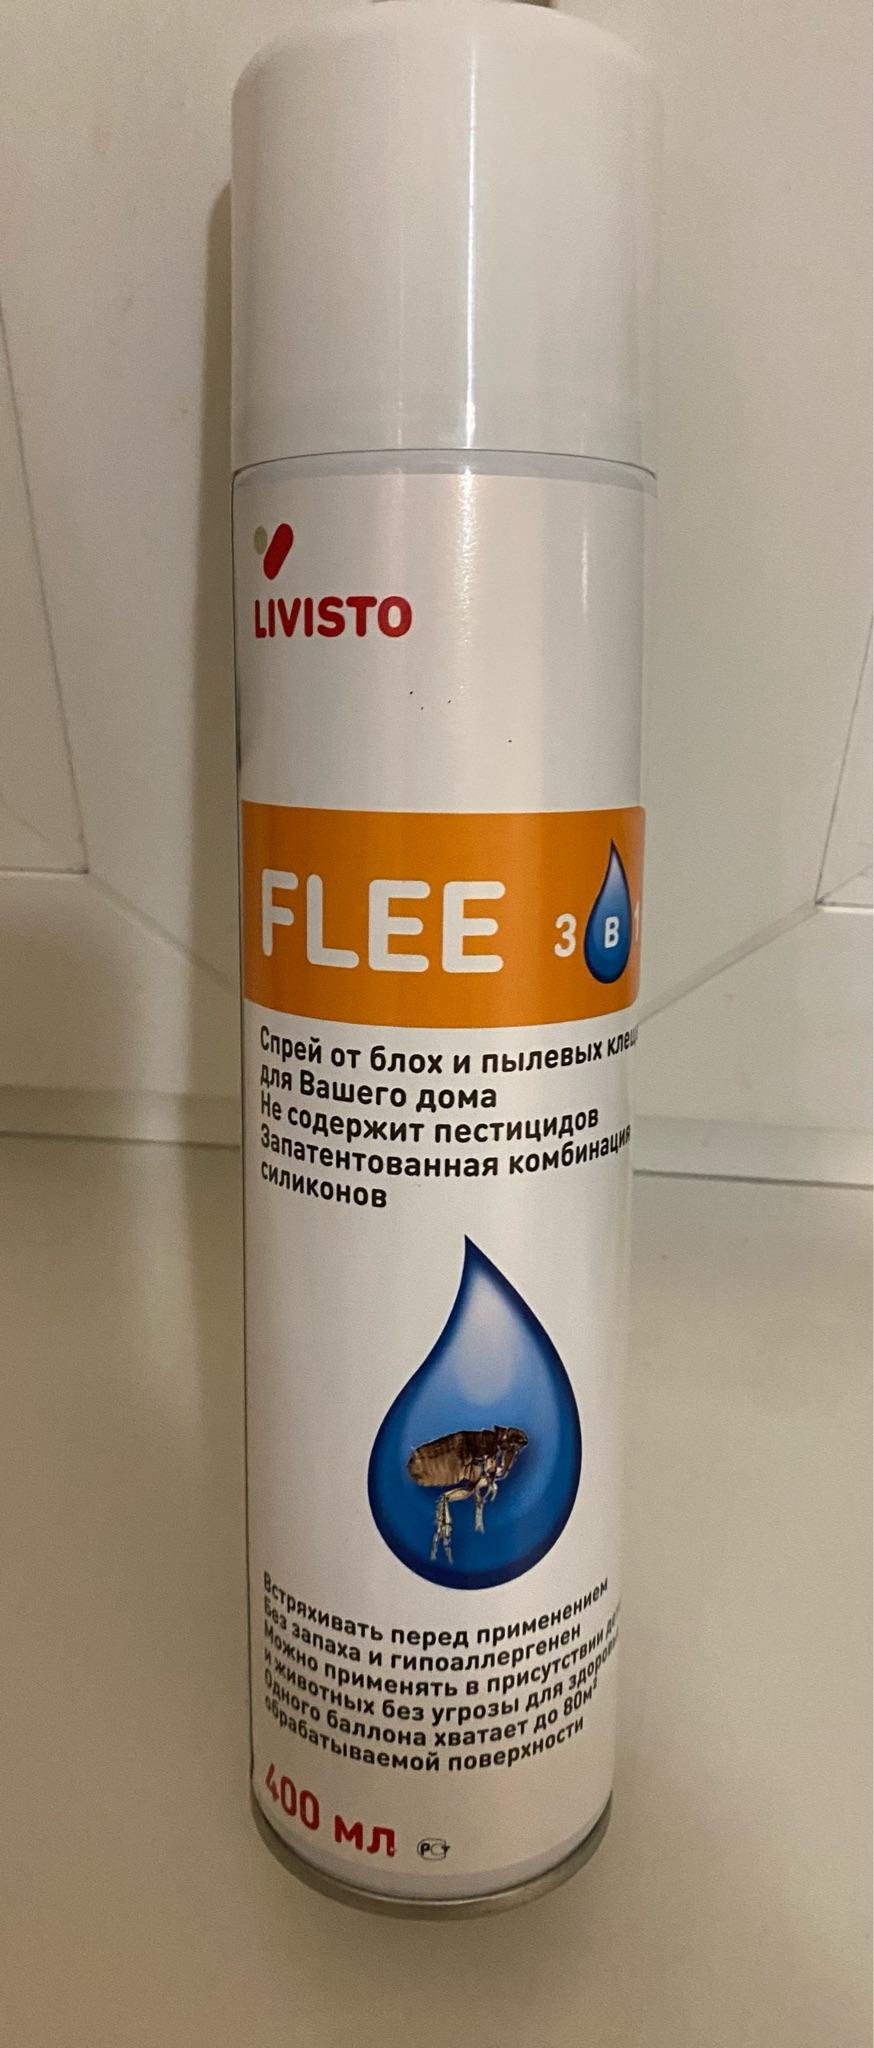 LIVISTO
FLEE 3 В 1
Спрей от блох и пылевых
для Вашего дома
Не содержит пестицидов
Запатентованная комбинация
силиконов
Встряхивать перед применением
Без запаха и гипоаллергенен
Можно применять в присутствии
и животных без угрозы для
Одного баллона хватает до 80м²
обрабатываемой поверхности
400 мл РСТ